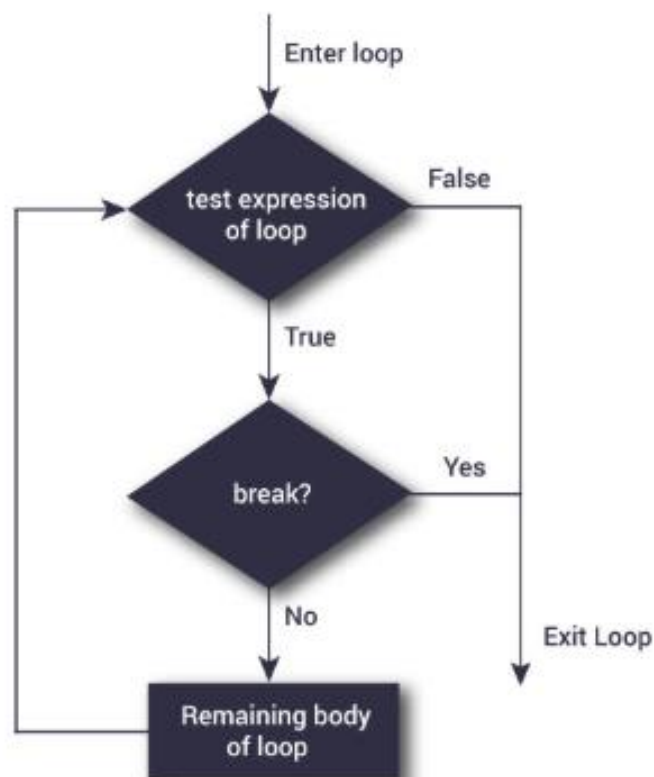 Enter loop
test expression
of loop
False
True
break?
Yes
No
Exit Loop
Remaining body
of loop